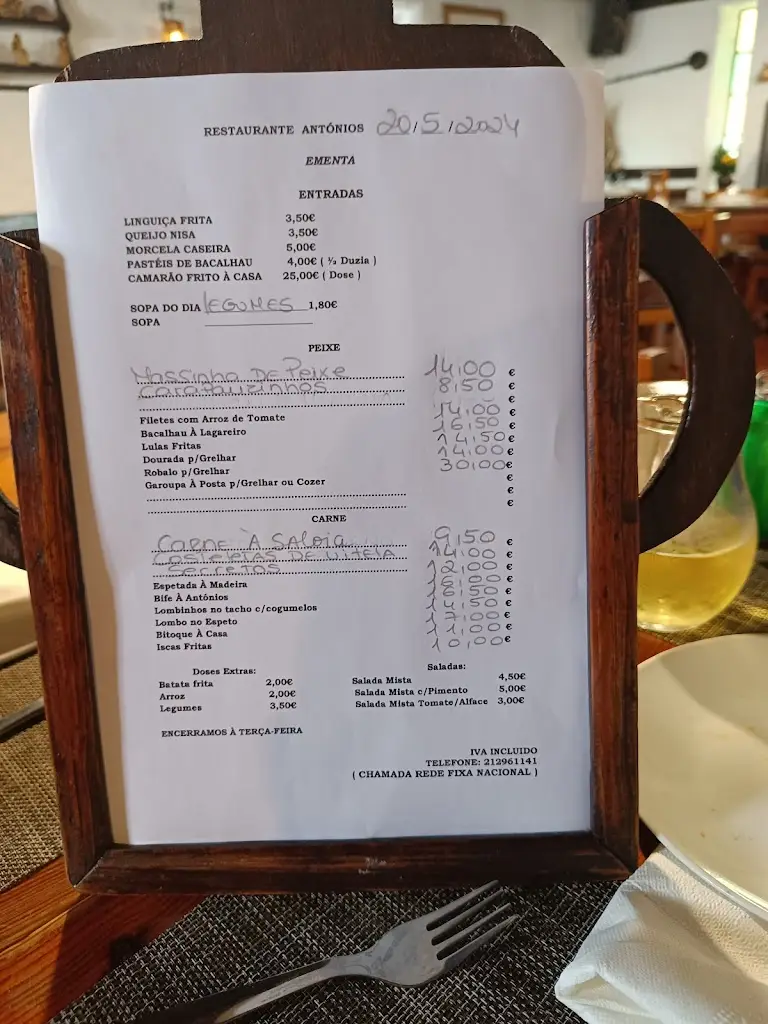 RESTAURANTE ANTÓNIOS 20/5/2024
EMENTA
ENTRADAS
LINGUIÇA FRITA 3,50€
QUEIJO NISA 3,50€
MORCELA CASEIRA 5,00€
PASTÉIS DE BACALHAU 4,00€ ( ½ Duzia )
CAMARÃO FRITO À CASA 25,00€ ( Dose )
SOPA DO DIA LEGUMES 1,80€
SOPA
PEIXE
Massinha De Peixe 14,00 €
Carapauzinhos 8,50 €
€
Filetes com Arroz de Tomate 14,00 €
Bacalhau À Lagareiro 16,50 €
Lulas Fritas 14,50 €
Dourada p/Grelhar 14,00 €
Robalo p/Grelhar 30,00 €
Garoupa À Posta p/Grelhar ou Cozer €
€
€
CARNE
CARNE À SALOIA 9,50 €
COSTELETAS DE VITELA 14,00 €
SECRETOS 12,00 €
Espetada À Madeira 16,00 €
Bife À Antónios 16,50 €
Lombinhos no tacho c/cogumelos 14,50 €
Lombo no Espeto 17,00 €
Bitoque À Casa 11,00 €
Iscas Fritas 10,00 €
Doses Extras: Saladas:
Batata frita 2,00€ Salada Mista 4,50€
Arroz 2,00€ Salada Mista c/Pimento 5,00€
Legumes 3,50€ Salada Mista Tomate/Alface 3,00€
ENCERRAMOS À TERÇA-FEIRA
IVA INCLUIDO
TELEFONE: 212961141
( CHAMADA REDE FIXA NACIONAL )